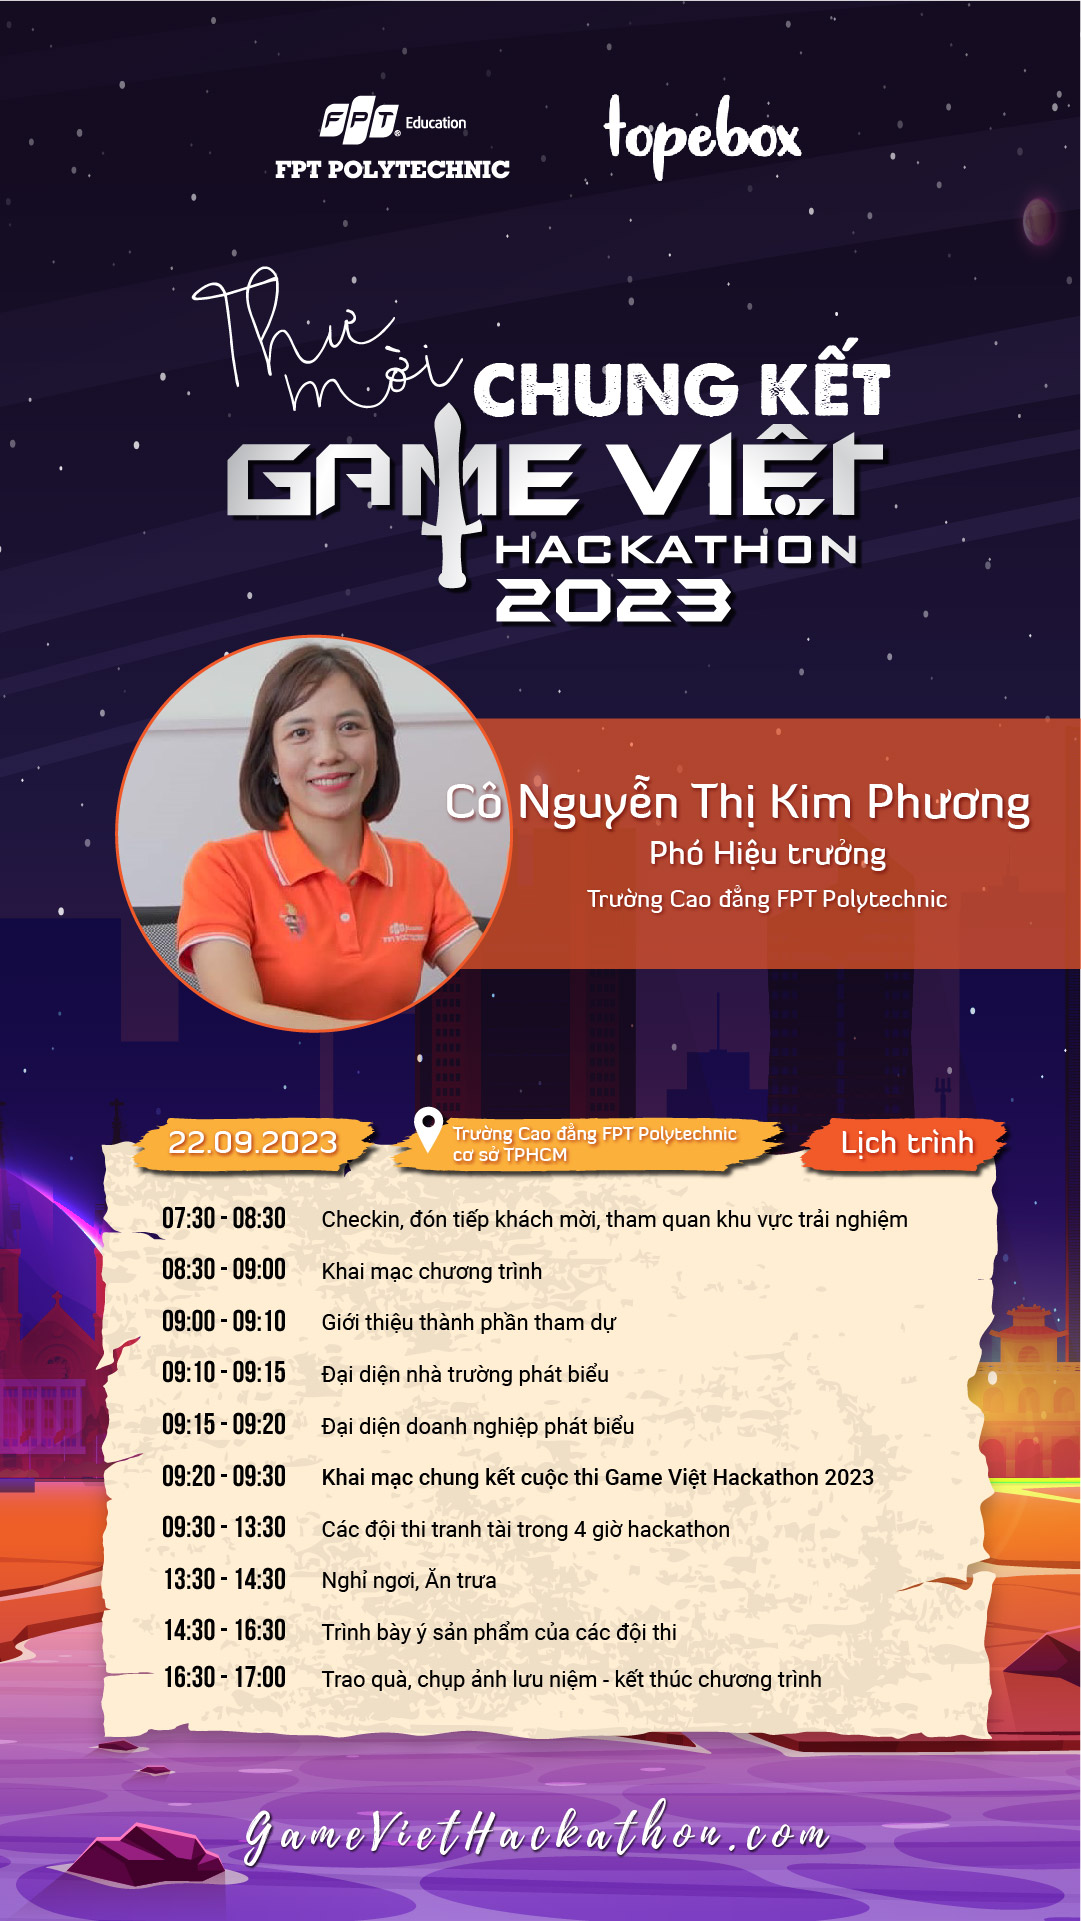 FPT Education
FPT POLYTECHNIC
topebox
Thư mời
CHUNG KẾT
GAME VIỆT
HACKATHON
2023
FPT Education
FPT POLYTECHNIC
Cô Nguyễn Thị Kim Phương
Phó Hiệu trưởng
Trường Cao đẳng FPT Polytechnic
22.09.2023
Trường Cao đẳng FPT Polytechnic
cơ sở TPHCM
Lịch trình
07:30 - 08:30 Checkin, đón tiếp khách mời, tham quan khu vực trải nghiệm
08:30 - 09:00 Khai mạc chương trình
09:00 - 09:10 Giới thiệu thành phần tham dự
09:10 - 09:15 Đại diện nhà trường phát biểu
09:15 - 09:20 Đại diện doanh nghiệp phát biểu
09:20 - 09:30 Khai mạc chung kết cuộc thi Game Việt Hackathon 2023
09:30 - 13:30 Các đội thi tranh tài trong 4 giờ hackathon
13:30 - 14:30 Nghỉ ngơi, Ăn trưa
14:30 - 16:30 Trình bày ý sản phẩm của các đội thi
16:30 - 17:00 Trao quà, chụp ảnh lưu niệm - kết thúc chương trình
GameVietHackathon.com